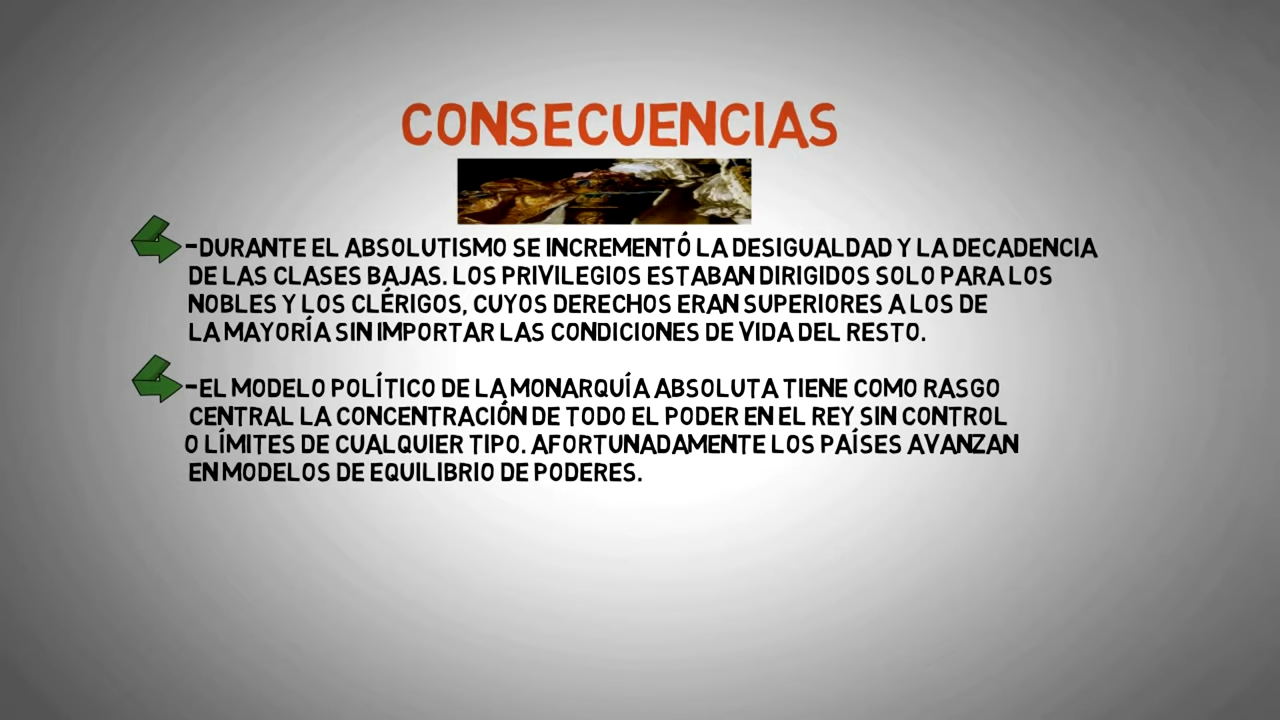 CONSECUENCIAS
-DURANTE EL ABSOLUTISMO SE INCREMENTÓ LA DESIGUALDAD Y LA DECADENCIA
DE LAS CLASES BAJAS. LOS PRIVILEGIOS ESTABAN DIRIGIDOS SOLO PARA LOS
NOBLES Y LOS CLÉRIGOS, CUYOS DERECHOS ERAN SUPERIORES A LOS DE
LA MAYORÍA SIN IMPORTAR LAS CONDICIONES DE VIDA DEL RESTO.
-EL MODELO POLÍTICO DE LA MONARQUÍA ABSOLUTA TIENE COMO RASGO
CENTRAL LA CONCENTRACIÓN DE TODO EL PODER EN EL REY SIN CONTROL
O LÍMITES DE CUALQUIER TIPO. AFORTUNADAMENTE LOS PAÍSES AVANZAN
EN MODELOS DE EQUILIBRIO DE PODERES.